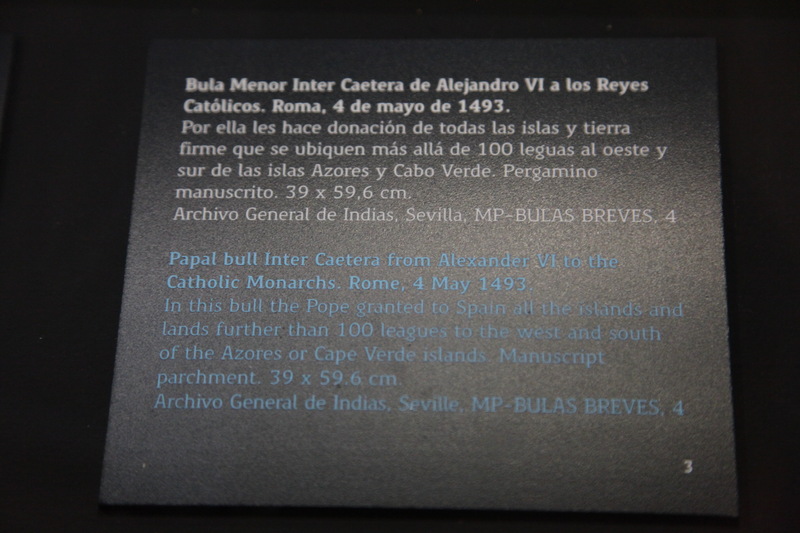 Bula Menor Inter Caetera de Alejandro VI a los Reyes
Católicos. Roma, 4 de mayo de 1493.
Por ella les hace donación de todas las islas y tierra
firme que se ubiquen más allá de 100 leguas al oeste y
sur de las islas Azores y Cabo Verde. Pergamino
manuscrito. 39 x 59,6 cm.
Archivo General de Indias, Sevilla, MP-BULAS BREVES, 4
Papal bull Inter Caetera from Alexander VI to the
Catholic Monarchs. Rome, 4 May 1493.
In this bull the Pope granted to Spain all the islands and
lands further than 100 leagues to the west and south
of the Azores or Cape Verde islands. Manuscript
parchment. 39 x 59.6 cm.
Archivo General de Indias, Seville, MP-BULAS BREVES, 4
3